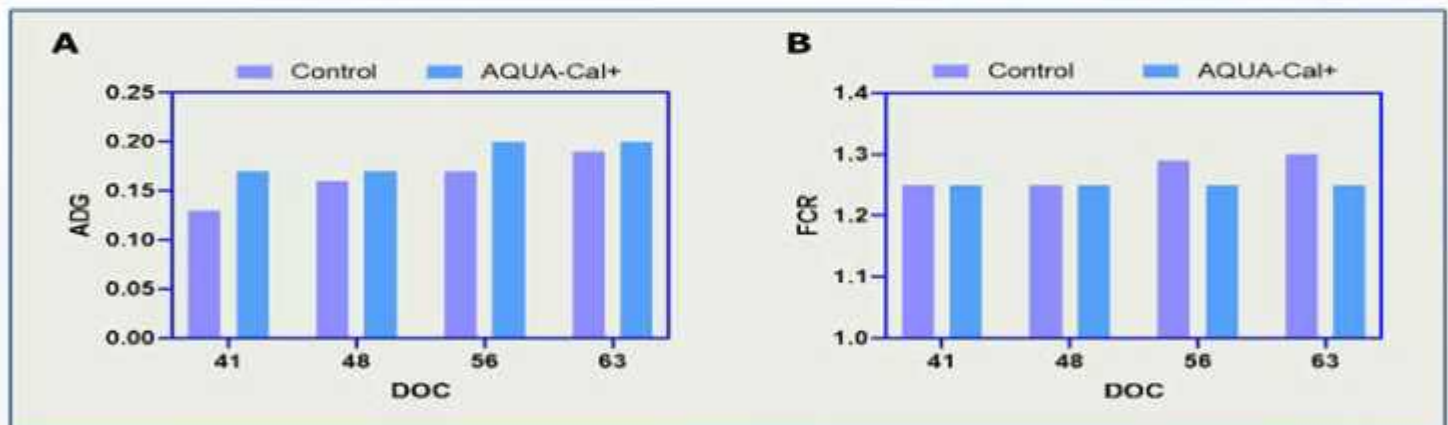 A
Control AQUA-Cal+
0.25
0.20
0.15
0.10
0.05
0.00
ADG
41 48 56 63
DOC
B
Control AQUA-Cal+
1.4
1.3
1.2
1.1
1.0
FCR
41 48 56 63
DOC